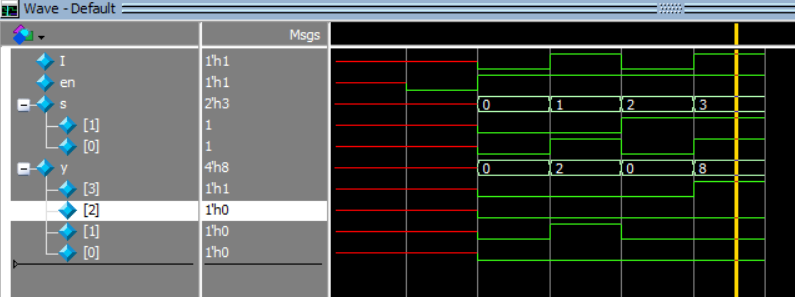 Wave - Default
Msgs
I 1'h1
en 1'h1
s 2'h3 0 1 2 3
[1] 1
[0] 1
y 4'h8 0 2 0 8
[3] 1'h1
[2] 1'h0
[1] 1'h0
[0] 1'h0